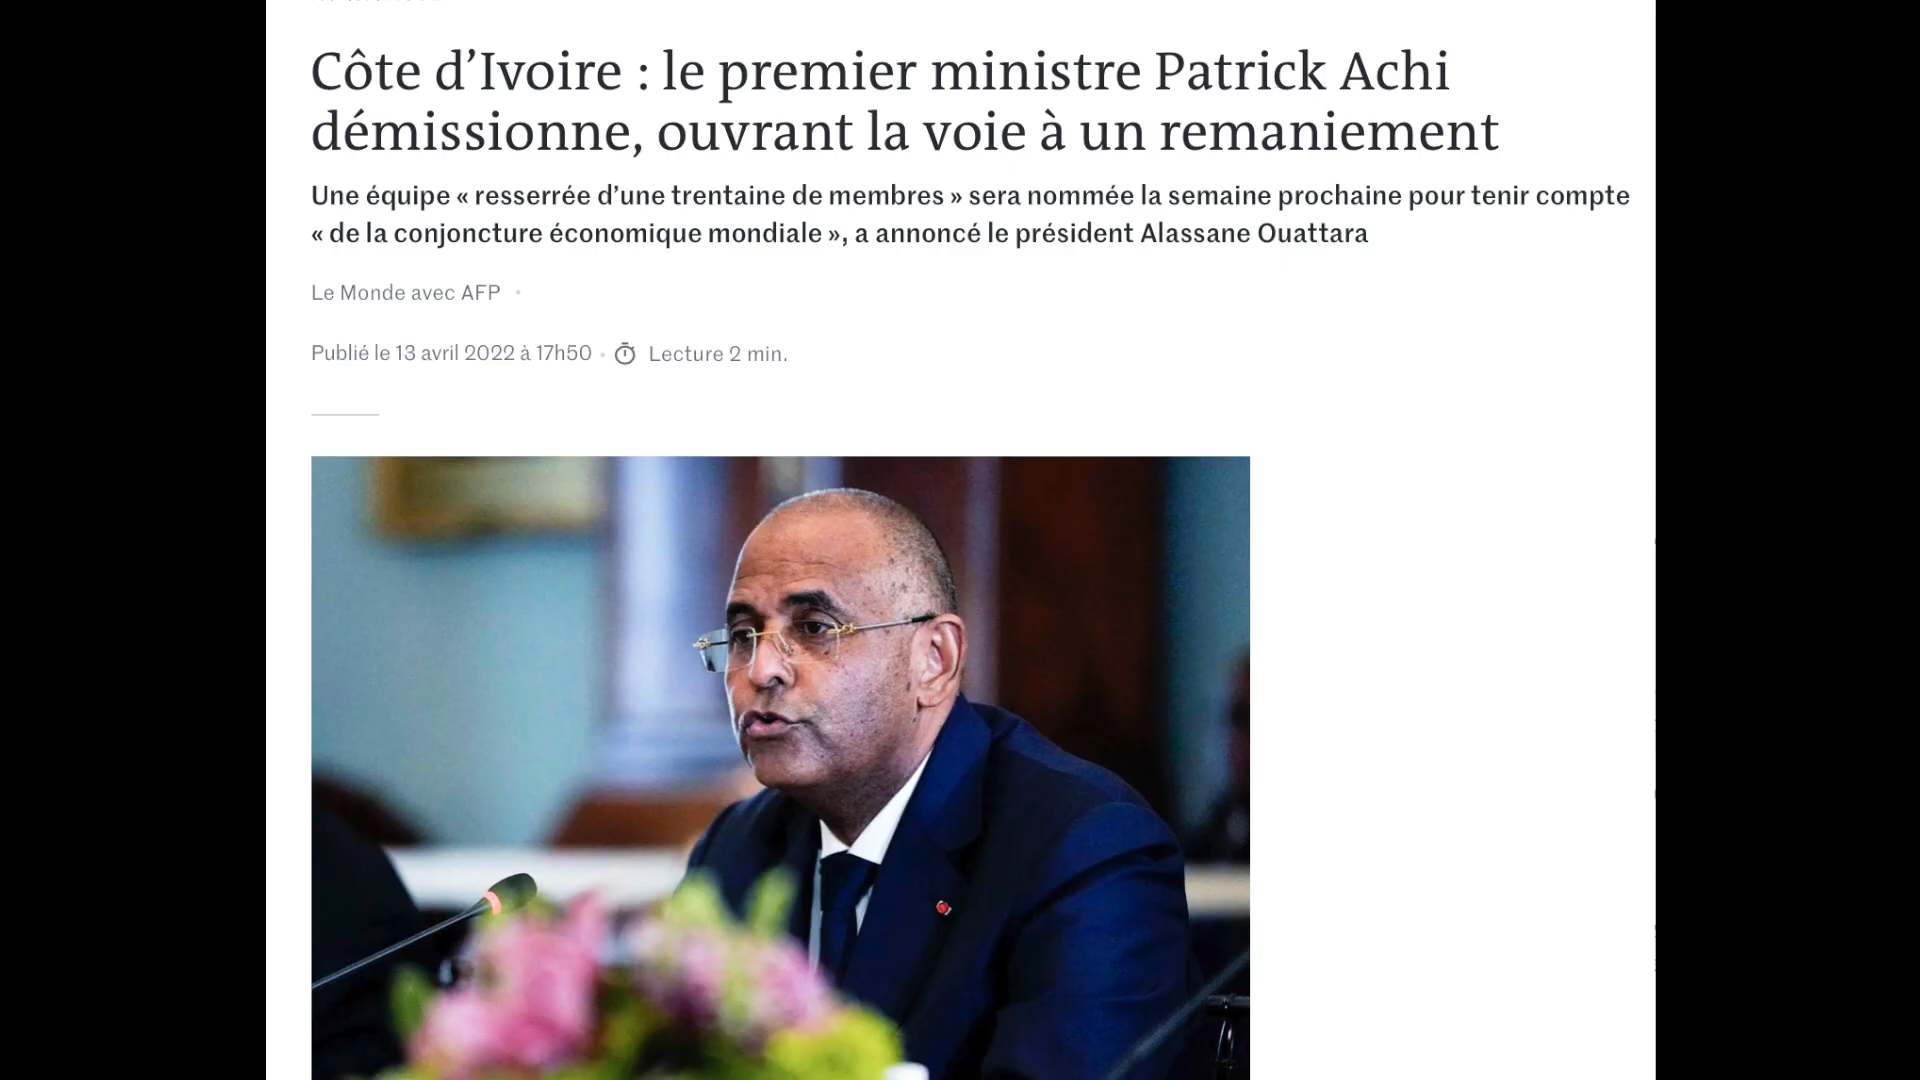 Côte d’Ivoire : le premier ministre Patrick Achi
démissionne, ouvrant la voie à un remaniement
Une équipe « resserrée d’une trentaine de membres » sera nommée la semaine prochaine pour tenir compte
« de la conjoncture économique mondiale », a annoncé le président Alassane Ouattara
Le Monde avec AFP
Publié le 13 avril 2022 à 17h50 • Lecture 2 min.